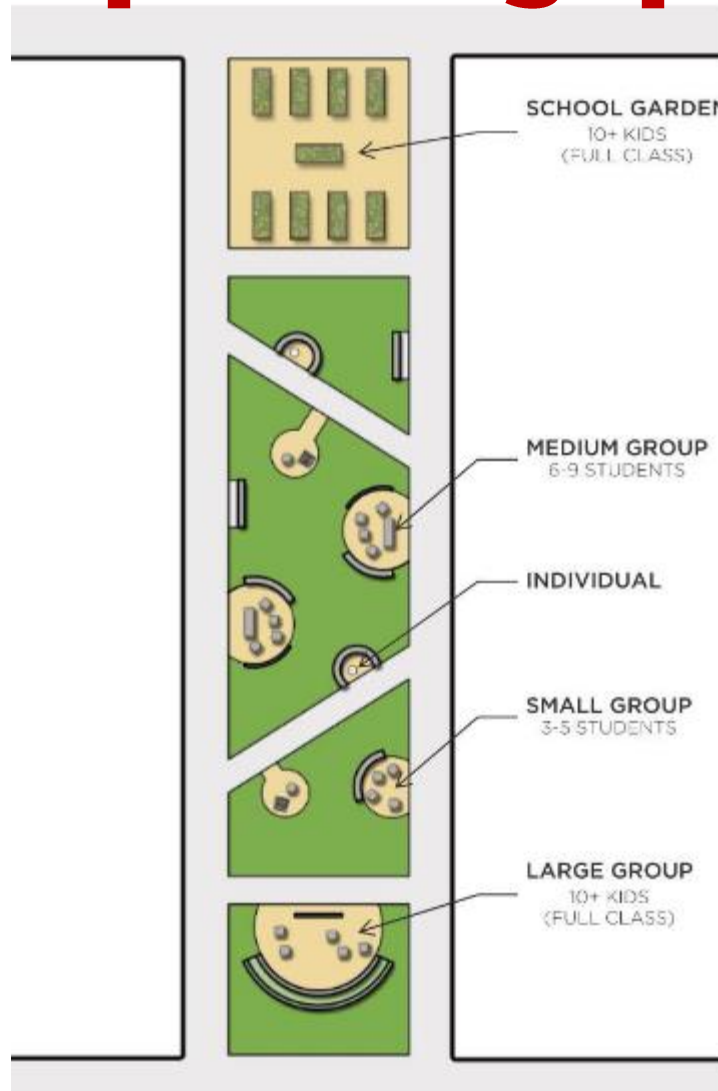 SCHOOL GARDEN
10+ KIDS
(FULL CLASS)
MEDIUM GROUP
6-9 STUDENTS
INDIVIDUAL
SMALL GROUP
3-5 STUDENTS
LARGE GROUP
10+ KIDS
(FULL CLASS)